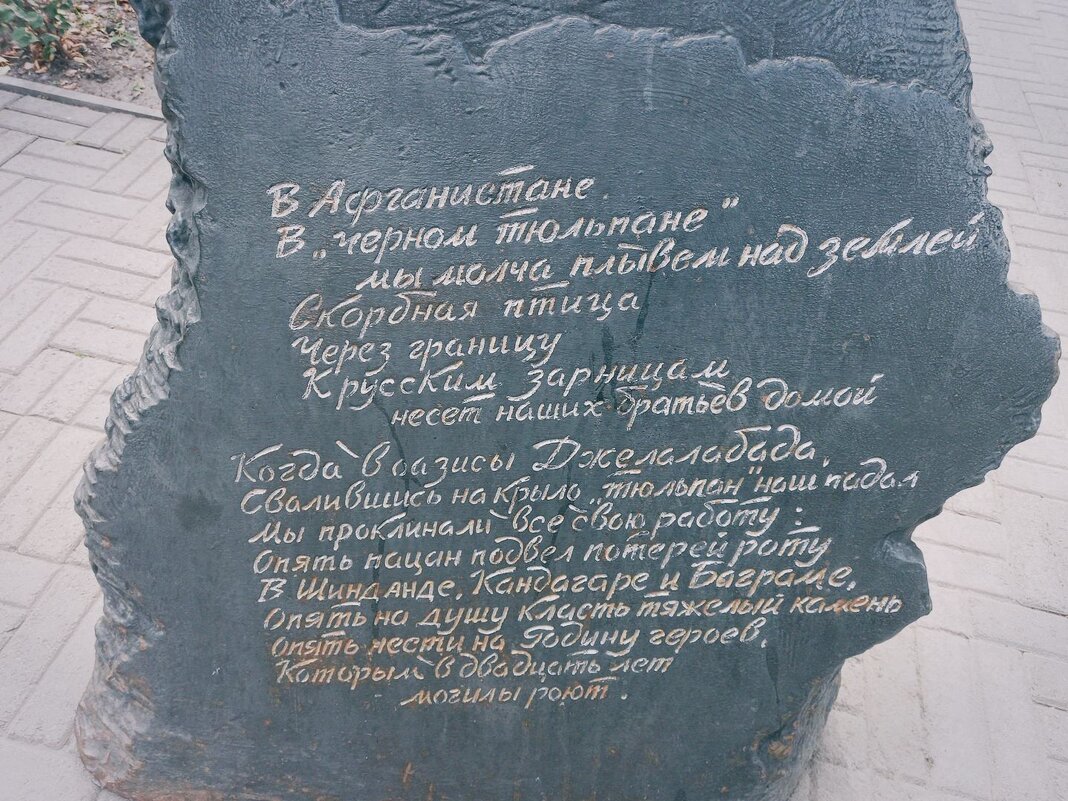 В Афганистане.
В „черном тюльпане"
мы молча плывем над землей
Скорбная птица
Через границу
К русским зарницам
несет наших братьев домой
Когда в оазисы Джелалабада,
Свалившись на крыло „тюльпан" наш падал
Мы проклинали все свою работу:
Опять пацан подвел потерей роту
В Шинданде, Кандагаре и Баграме,
Опять на душу класть тяжелый камень
Опять нести на Родину героев,
Которым в двадцать лет
могилы роют.